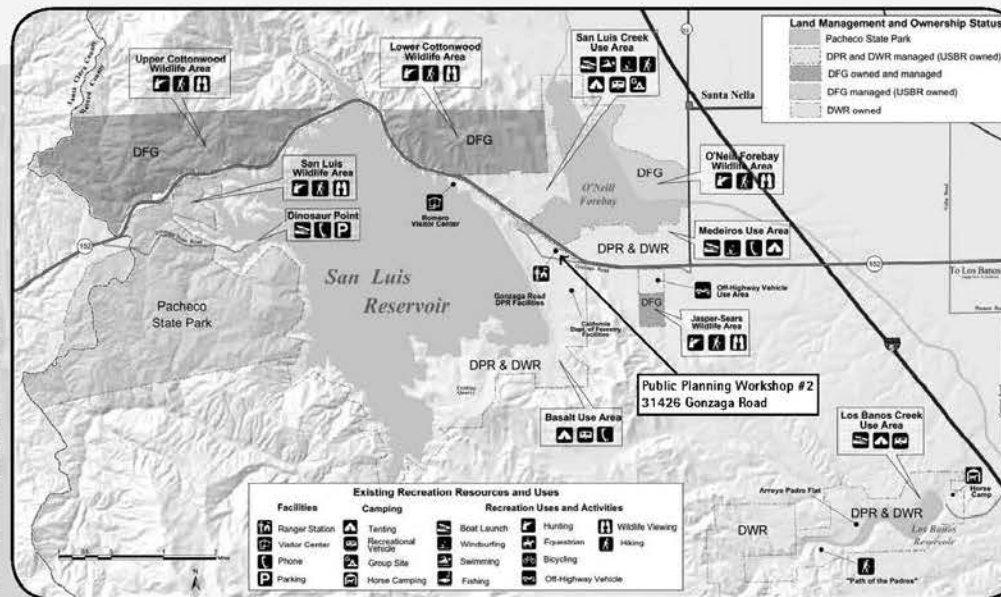 Land Management and Ownership Status
Pacheco State Park
DPR and DWR managed (USBR owned)
DFG owned and managed
DFG managed (USBR owned)
DWR owned
Santa Clara County
Merced County
Upper Cottonwood
Wildlife Area
Lower Cottonwood
Wildlife Area
San Luis Creek
Use Area
Santa Nella
DFG
DFG
DFG
O'Neill Forebay
Wildlife Area
O'Neill
Forebay
San Luis
Wildlife Area
Romero
Visitor Center
Medeiros Use Area
Dinosaur Point
DPR & DWR
152
152
To Los Banos
San Luis
Reservoir
Gonzaga Road
DPR Facilities
Off-Highway Vehicle
Use Area
Pacheco
State Park
DFG
California
Dept. of Forestry
Facilities
Jasper-Sears
Wildlife Area
DPR & DWR
Public Planning Workshop #2
31426 Gonzaga Road
Basalt Use Area
Los Banos Creek
Use Area
Horse
Camp
Arroyo Padre Flat
DPR & DWR
DWR
Los Banos
Reservoir
"Path of the Padres"
Existing Recreation Resources and Uses
Facilities
Ranger Station
Visitor Center
Phone
Parking
Camping
Tenting
Recreational
Vehicle
Group Site
Horse Camping
Recreation Uses and Activities
Boat Launch
Windsurfing
Swimming
Fishing
Hunting
Equestrian
Bicycling
Off-Highway Vehicle
Wildlife Viewing
Hiking
N